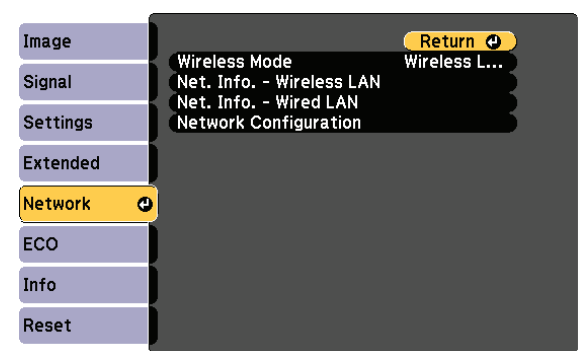 Image
Signal
Settings
Extended
Network
ECO
Info
Reset
Return
Wireless Mode Wireless L...
Net. Info. - Wireless LAN
Net. Info. - Wired LAN
Network Configuration